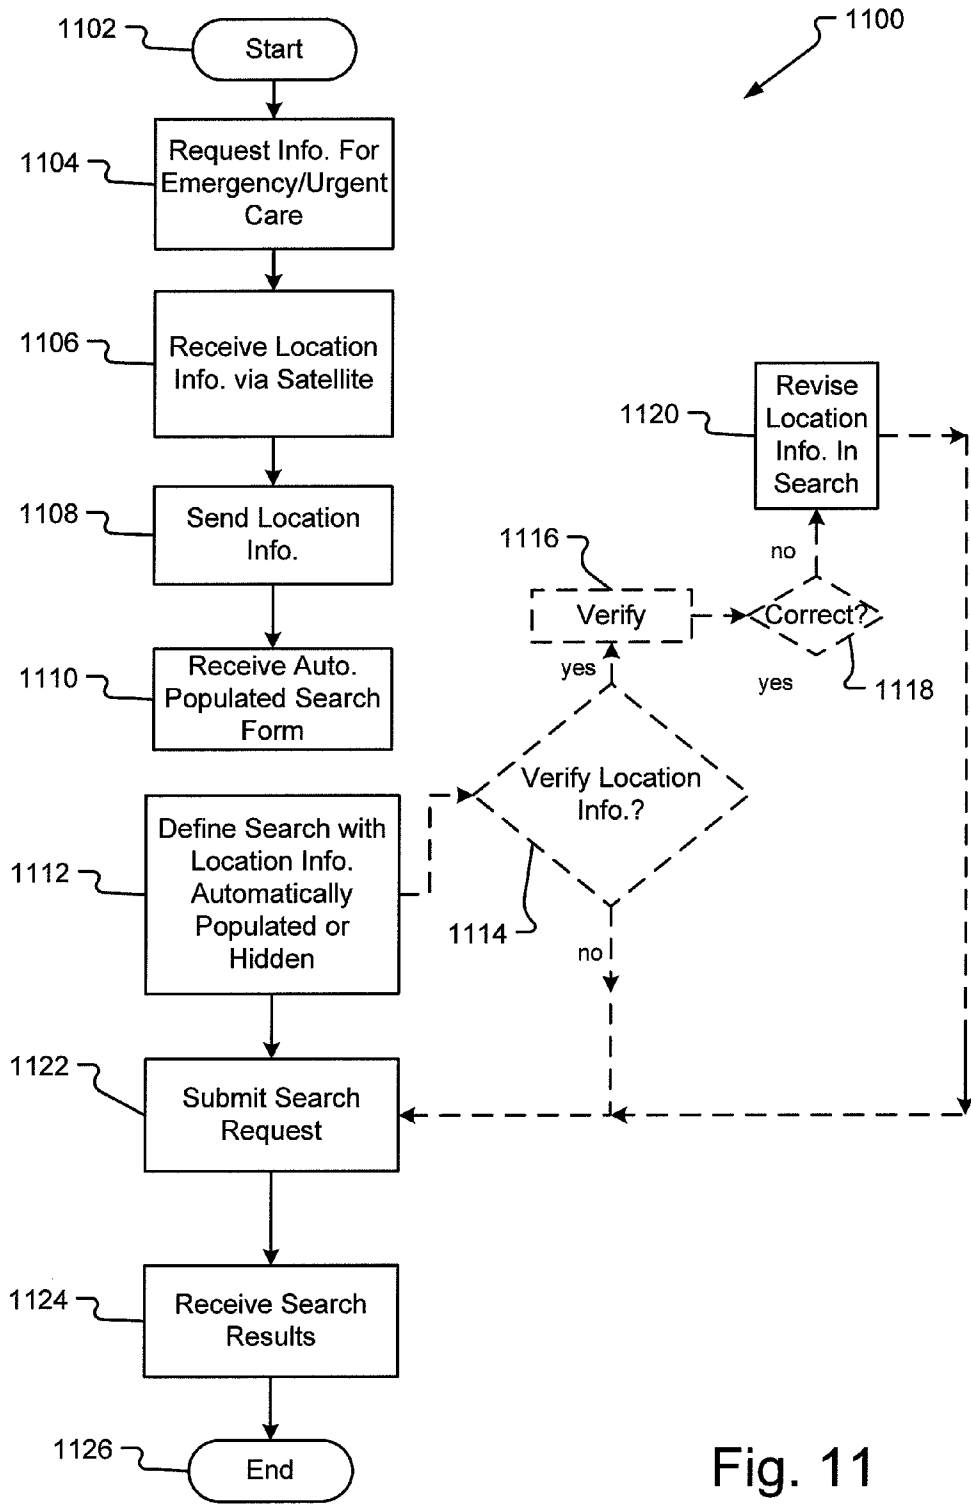 1100
1102
Start
1104
Request Info. For
Emergency/Urgent
Care
1106
Receive Location
Info. via Satellite
1108
Send Location
Info.
1110
Receive Auto.
Populated Search
Form
1112
Define Search with
Location Info.
Automatically
Populated or
Hidden
1114
Verify Location
Info.?
yes
no
1116
Verify
Correct?
1118
no
yes
1120
Revise
Location
Info. In
Search
1122
Submit Search
Request
1124
Receive Search
Results
1126
End
Fig. 11